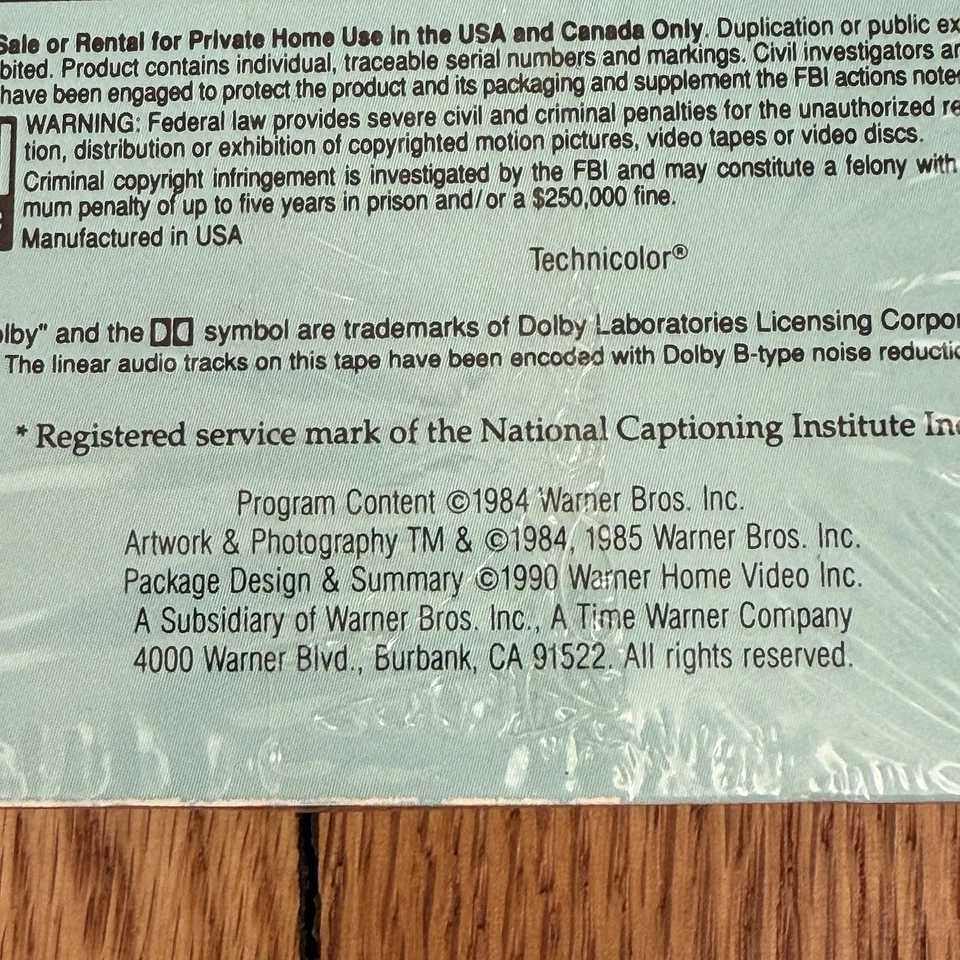 Sale or Rental for Private Home Use in the USA and Canada Only. Duplication or public ex
bited. Product contains individual, traceable serial numbers and markings. Civil investigators ar
have been engaged to protect the product and its packaging and supplement the FBI actions note
WARNING: Federal law provides severe civil and criminal penalties for the unauthorized re
tion, distribution or exhibition of copyrighted motion pictures, video tapes or video discs.
Criminal copyright infringement is investigated by the FBI and may constitute a felony with
mum penalty of up to five years in prison and/or a $250,000 fine.
Manufactured in USA
Technicolor®
olby" and the symbol are trademarks of Dolby Laboratories Licensing Corpor
The linear audio tracks on this tape have been encoded with Dolby B-type noise reductio
* Registered service mark of the National Captioning Institute Inc
Program Content ©1984 Warner Bros. Inc.
Artwork & Photography TM & ©1984, 1985 Warner Bros. Inc.
Package Design & Summary ©1990 Warner Home Video Inc.
A Subsidiary of Warner Bros. Inc., A Time Warner Company
4000 Warner Blvd., Burbank, CA 91522. All rights reserved.